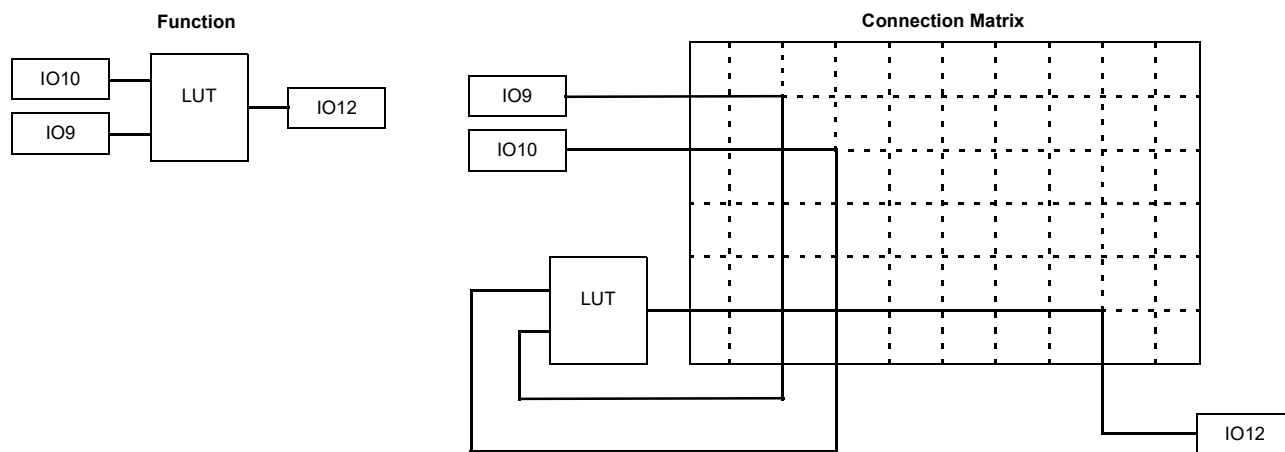 Function
IO10
LUT
IO9
IO12
Connection Matrix
IO9
IO10
LUT
IO12